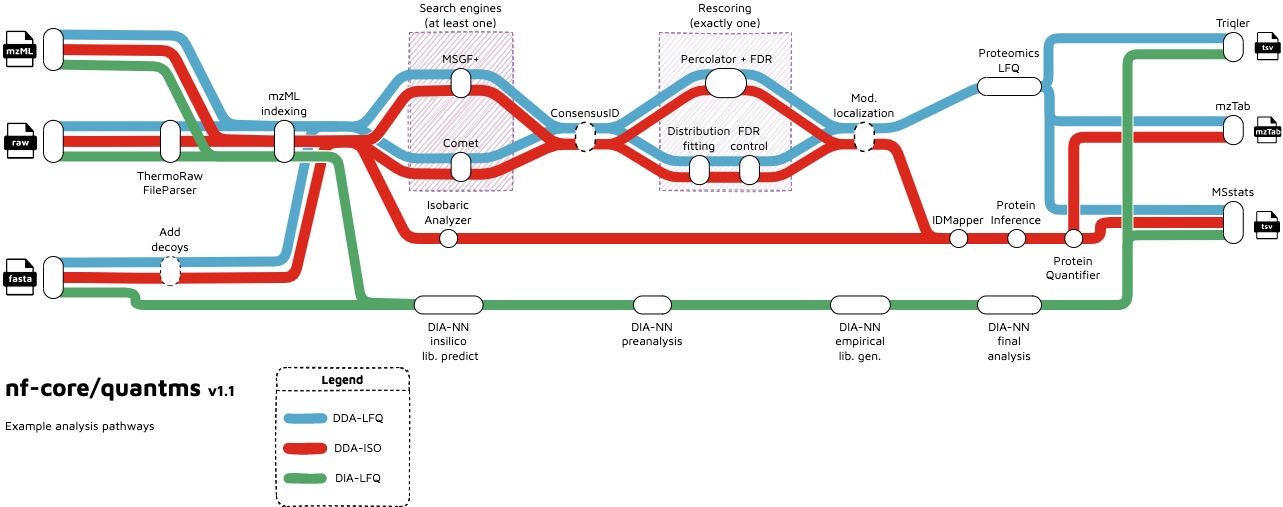 Search engines
(at least one)
Rescoring
(exactly one)
Triqler
mzML
tsv
MSGF+
Percolator + FDR
Proteomics
LFQ
mzML
indexing
ConsensusID
Mod.
localization
mzTab
raw
mzTab
Comet
Distribution
fitting
FDR
control
ThermoRaw
FileParser
MSstats
Isobaric
Analyzer
IDMapper
Protein
Inference
tsv
Add
decoys
Protein
Quantifier
fasta
DIA-NN
insilico
lib. predict
DIA-NN
preanalysis
DIA-NN
empirical
lib. gen.
DIA-NN
final
analysis
nf-core/quantms v1.1
Example analysis pathways
Legend
DDA-LFQ
DDA-ISO
DIA-LFQ